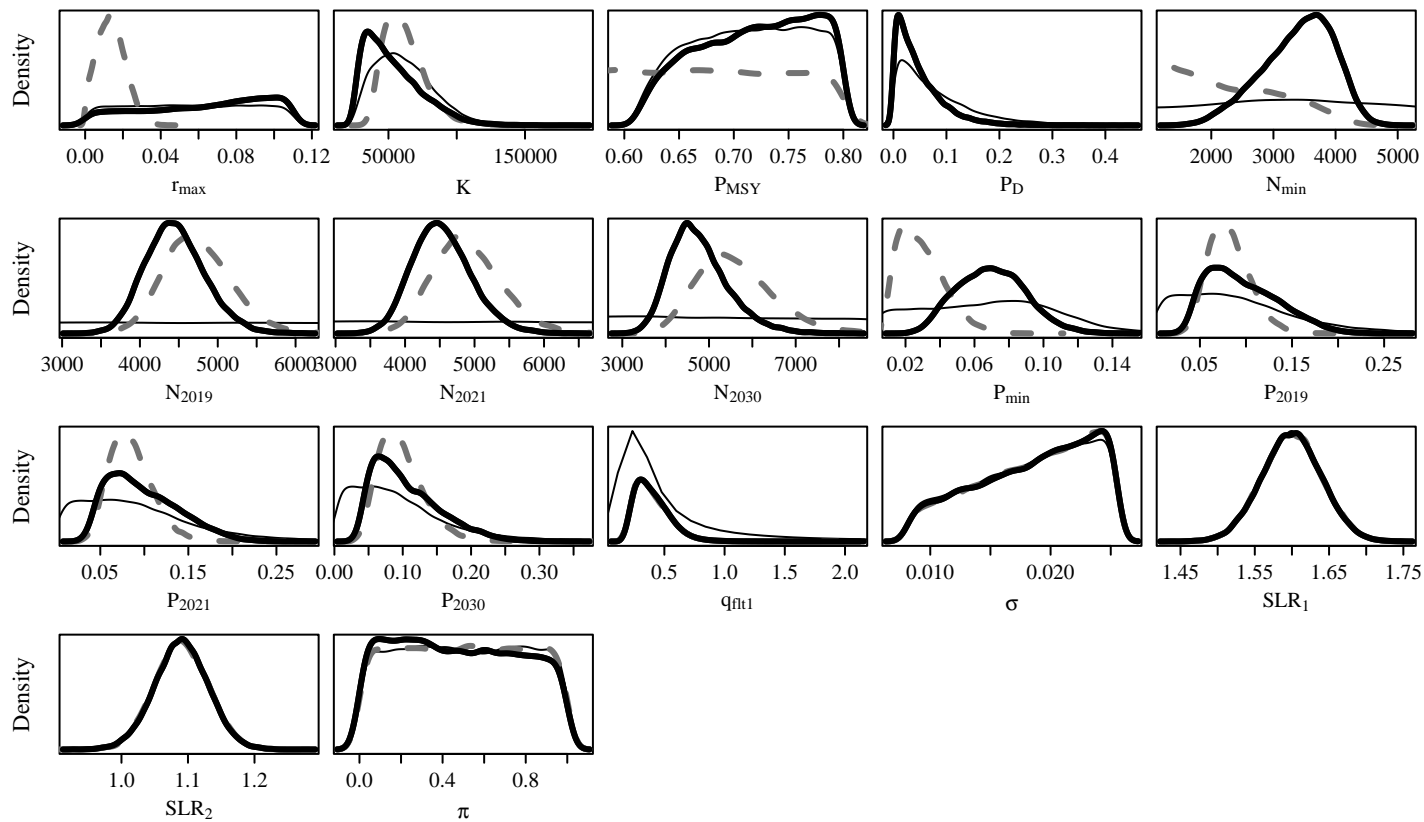 Density
0.00 0.04 0.08 0.12
r_max
50000 150000
K
0.60 0.65 0.70 0.75 0.80
P_MSY
0.0 0.1 0.2 0.3 0.4
P_D
2000 3000 4000 5000
N_min
Density
3000 4000 5000 6000
N_2019
3000 4000 5000 6000
N_2021
3000 5000 7000
N_2030
0.02 0.06 0.10 0.14
P_min
0.05 0.15 0.25
P_2019
Density
0.05 0.15 0.25
P_2021
0.00 0.10 0.20 0.30
P_2030
0.5 1.0 1.5 2.0
q_flt1
0.010 0.020
σ
1.45 1.55 1.65 1.75
SLR_1
Density
1.0 1.1 1.2
SLR_2
0.0 0.4 0.8
π